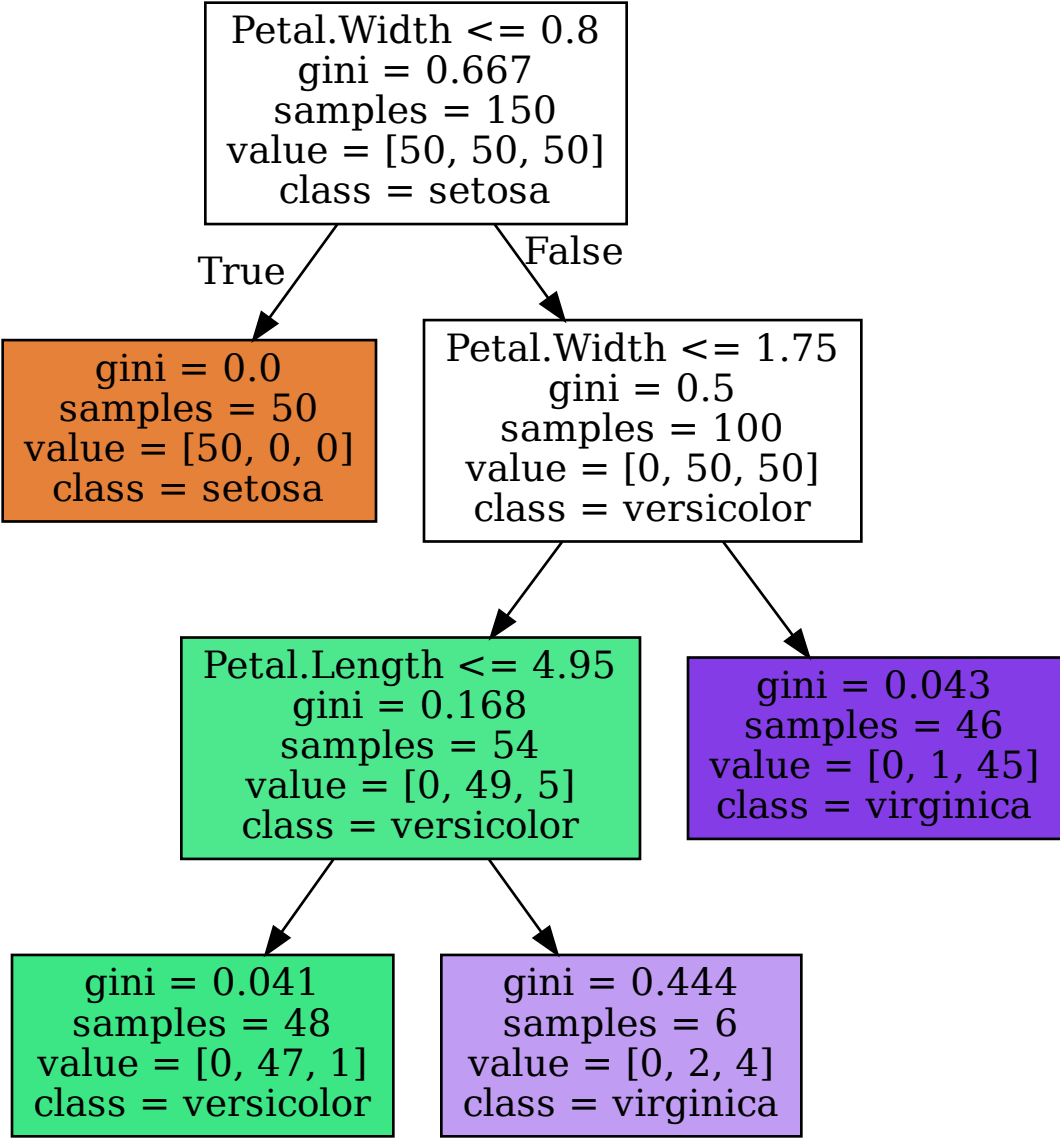 Petal.Width <= 0.8
gini = 0.667
samples = 150
value = [50, 50, 50]
class = setosa
True
False
gini = 0.0
samples = 50
value = [50, 0, 0]
class = setosa
Petal.Width <= 1.75
gini = 0.5
samples = 100
value = [0, 50, 50]
class = versicolor
Petal.Length <= 4.95
gini = 0.168
samples = 54
value = [0, 49, 5]
class = versicolor
gini = 0.043
samples = 46
value = [0, 1, 45]
class = virginica
gini = 0.041
samples = 48
value = [0, 47, 1]
class = versicolor
gini = 0.444
samples = 6
value = [0, 2, 4]
class = virginica